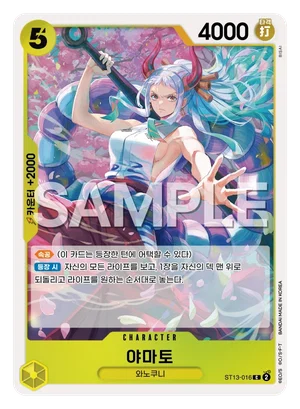 5
4000
타격
打
카운터 +2000
SAMPLE
속공 (이 카드는 등장한 턴에 어택할 수 있다)
등장 시 자신의 모든 라이프를 보고, 1장을 자신의 덱 맨 위로
되돌리고 라이프를 원하는 순서대로 놓는다.
CHARACTER
야마토
와노쿠니
ST13-016 C 2
BANDAI MADE IN KOREA